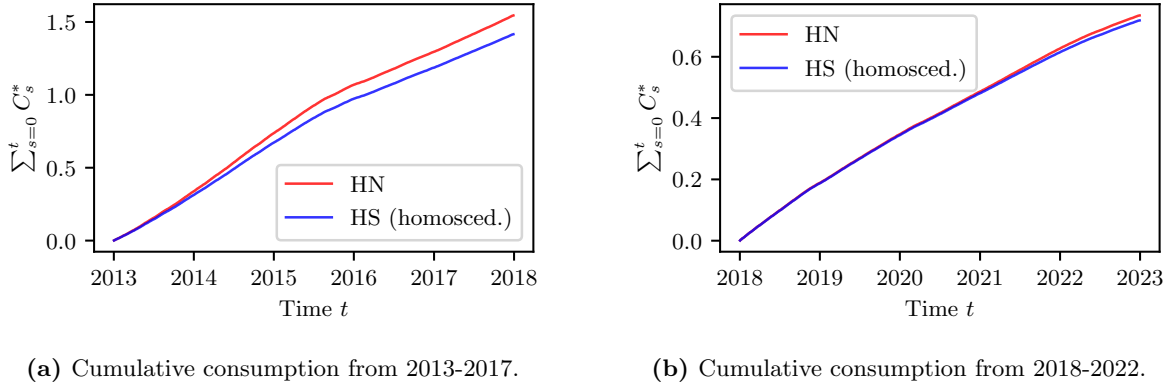 1.5
1.0
0.5
0.0
∑ᵗₛ₌₀ C*ₛ
HN
HS (homosced.)
2013 2014 2015 2016 2017 2018
Time t
(a) Cumulative consumption from 2013-2017.
0.6
0.4
0.2
0.0
∑ᵗₛ₌₀ C*ₛ
HN
HS (homosced.)
2018 2019 2020 2021 2022 2023
Time t
(b) Cumulative consumption from 2018-2022.